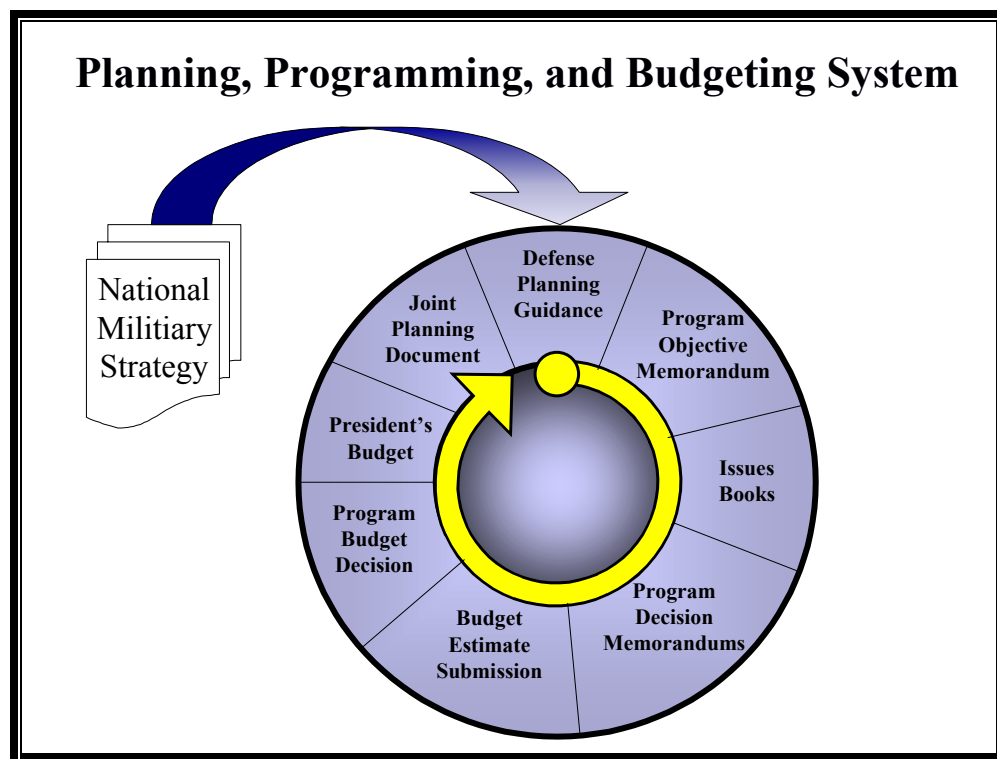 Planning, Programming, and Budgeting System
National
Militiary
Strategy
Defense
Planning
Guidance
Program
Objective
Memorandum
Issues
Books
Program
Decision
Memorandums
Budget
Estimate
Submission
Program
Budget
Decision
President's
Budget
Joint
Planning
Document